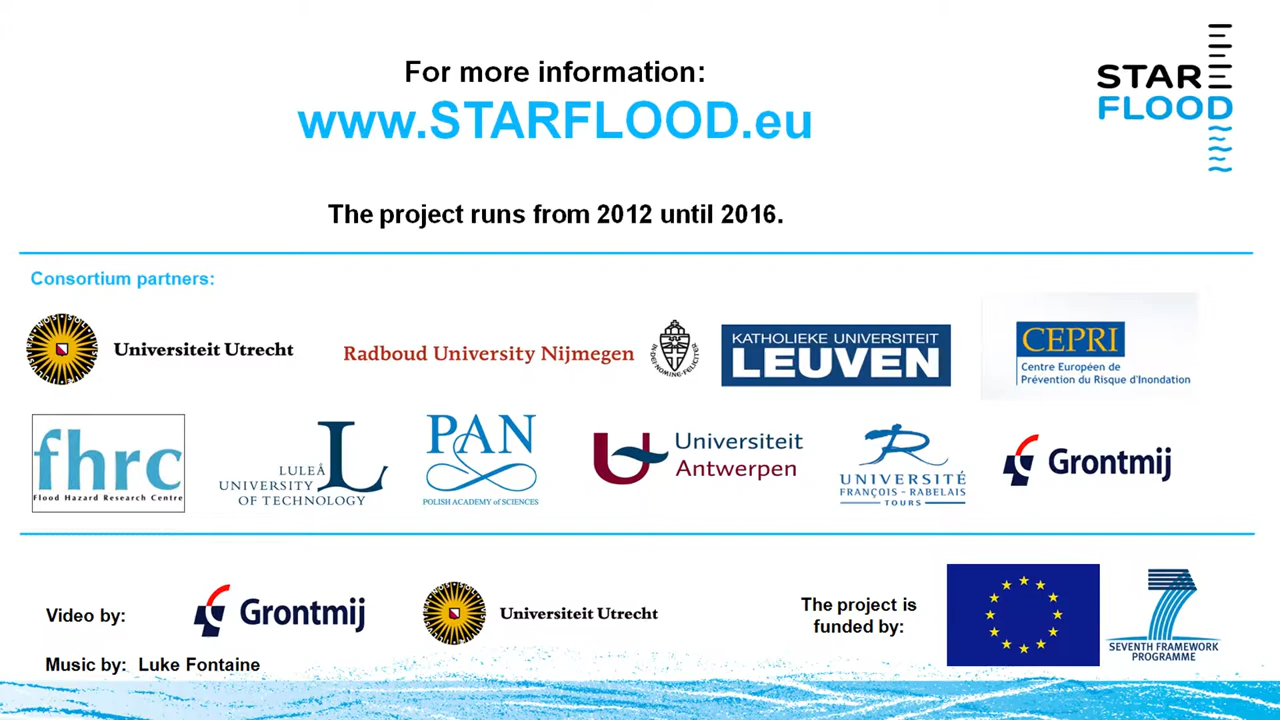 For more information:
www.STARFLOOD.eu
STAR
FLOOD
The project runs from 2012 until 2016.
Consortium partners:
Universiteit Utrecht
Radboud University Nijmegen
KATHOLIEKE UNIVERSITEIT
LEUVEN
CEPRI
Centre Européen de
Prévention du Risque d'Inondation
fhrc
Flood Hazard Research Centre
LULEÅ
UNIVERSITY
OF TECHNOLOGY
L
PAN
POLISH ACADEMY of SCIENCES
Universiteit
Antwerpen
UNIVERSITÉ
FRANÇOIS - RABELAIS
TOURS
Grontmij
Video by:
Grontmij
Universiteit Utrecht
The project is
funded by:
SEVENTH FRAMEWORK
PROGRAMME
Music by: Luke Fontaine